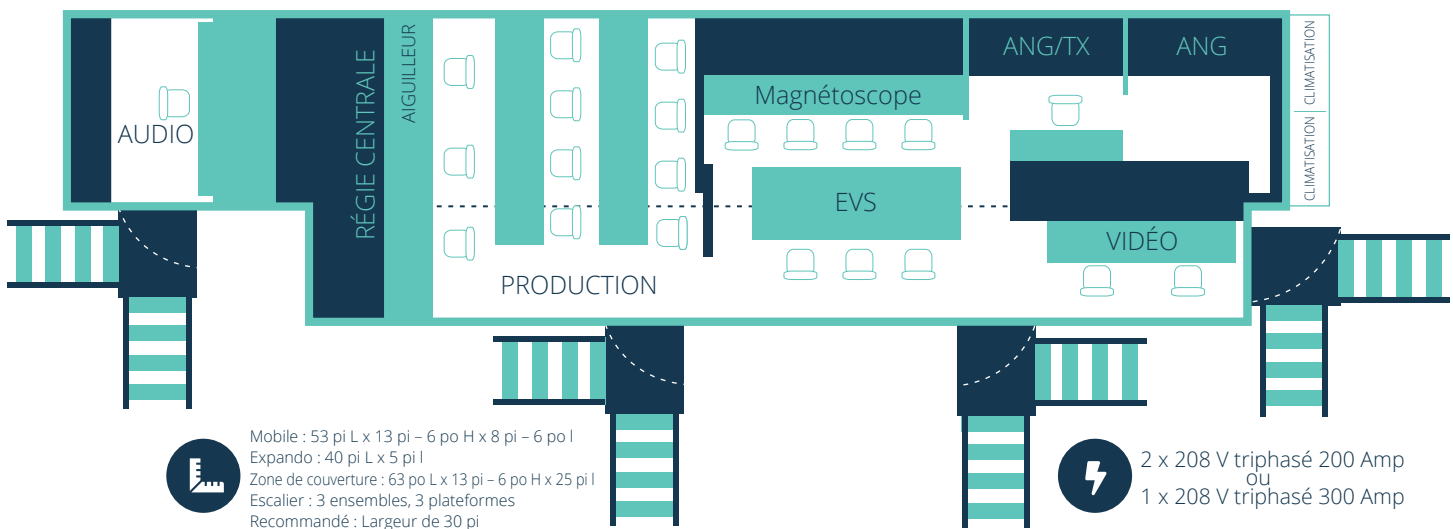 AUDIO
RÉGIE CENTRALE
AIGUILLEUR
PRODUCTION
Magnétoscope
EVS
ANG/TX
ANG
VIDÉO
CLIMATISATION
CLIMATISATION
Mobile : 53 pi L x 13 pi – 6 po H x 8 pi – 6 po l
Expando : 40 pi L x 5 pi l
Zone de couverture : 63 po L x 13 pi – 6 po H x 25 pi l
Escalier : 3 ensembles, 3 plateformes
Recommandé : Largeur de 30 pi
2 x 208 V triphasé 200 Amp
ou
1 x 208 V triphasé 300 Amp